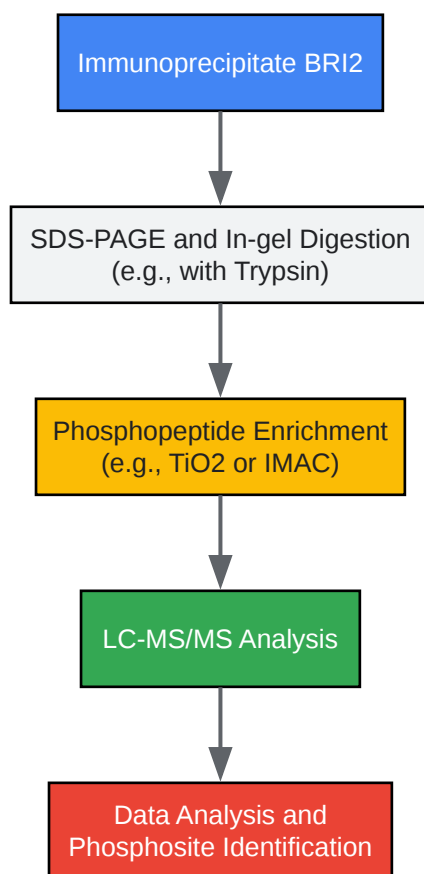 Immunoprecipitate BRI2
SDS-PAGE and In-gel Digestion
(e.g., with Trypsin)
Phosphopeptide Enrichment
(e.g., TiO2 or IMAC)
LC-MS/MS Analysis
Data Analysis and
Phosphosite Identification